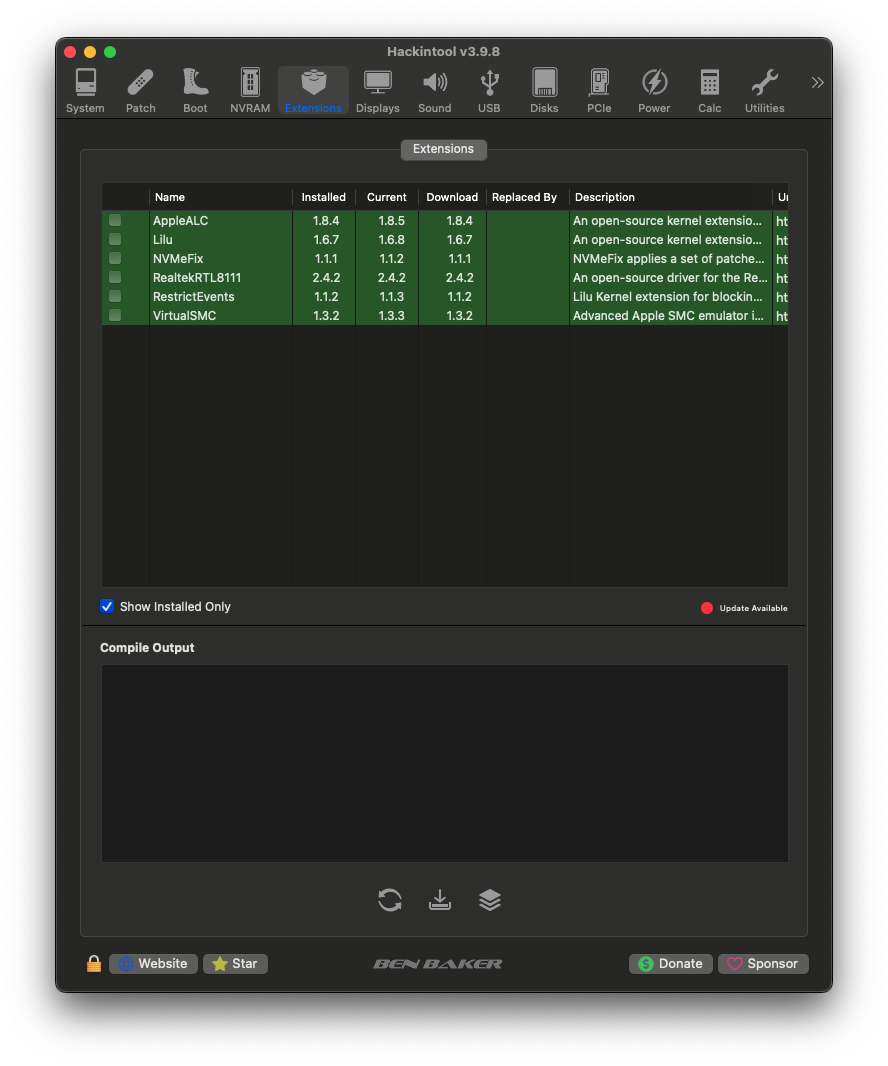 Hackintool v3.9.8
System Patch Boot NVRAM Extensions Displays Sound USB Disks PCIe Power Calc Utilities
Extensions
Name Installed Current Download Replaced By Description Ur
AppleALC 1.8.4 1.8.5 1.8.4 An open-source kernel extensio... ht
Lilu 1.6.7 1.6.8 1.6.7 An open-source kernel extensio... ht
NVMeFix 1.1.1 1.1.2 1.1.1 NVMeFix applies a set of patche... ht
RealtekRTL8111 2.4.2 2.4.2 2.4.2 An open-source driver for the Re... ht
RestrictEvents 1.1.2 1.1.3 1.1.2 Lilu Kernel extension for blockin... ht
VirtualSMC 1.3.2 1.3.3 1.3.2 Advanced Apple SMC emulator i... ht
Show Installed Only Update Available
Compile Output
Website Star BEN BAKER Donate Sponsor